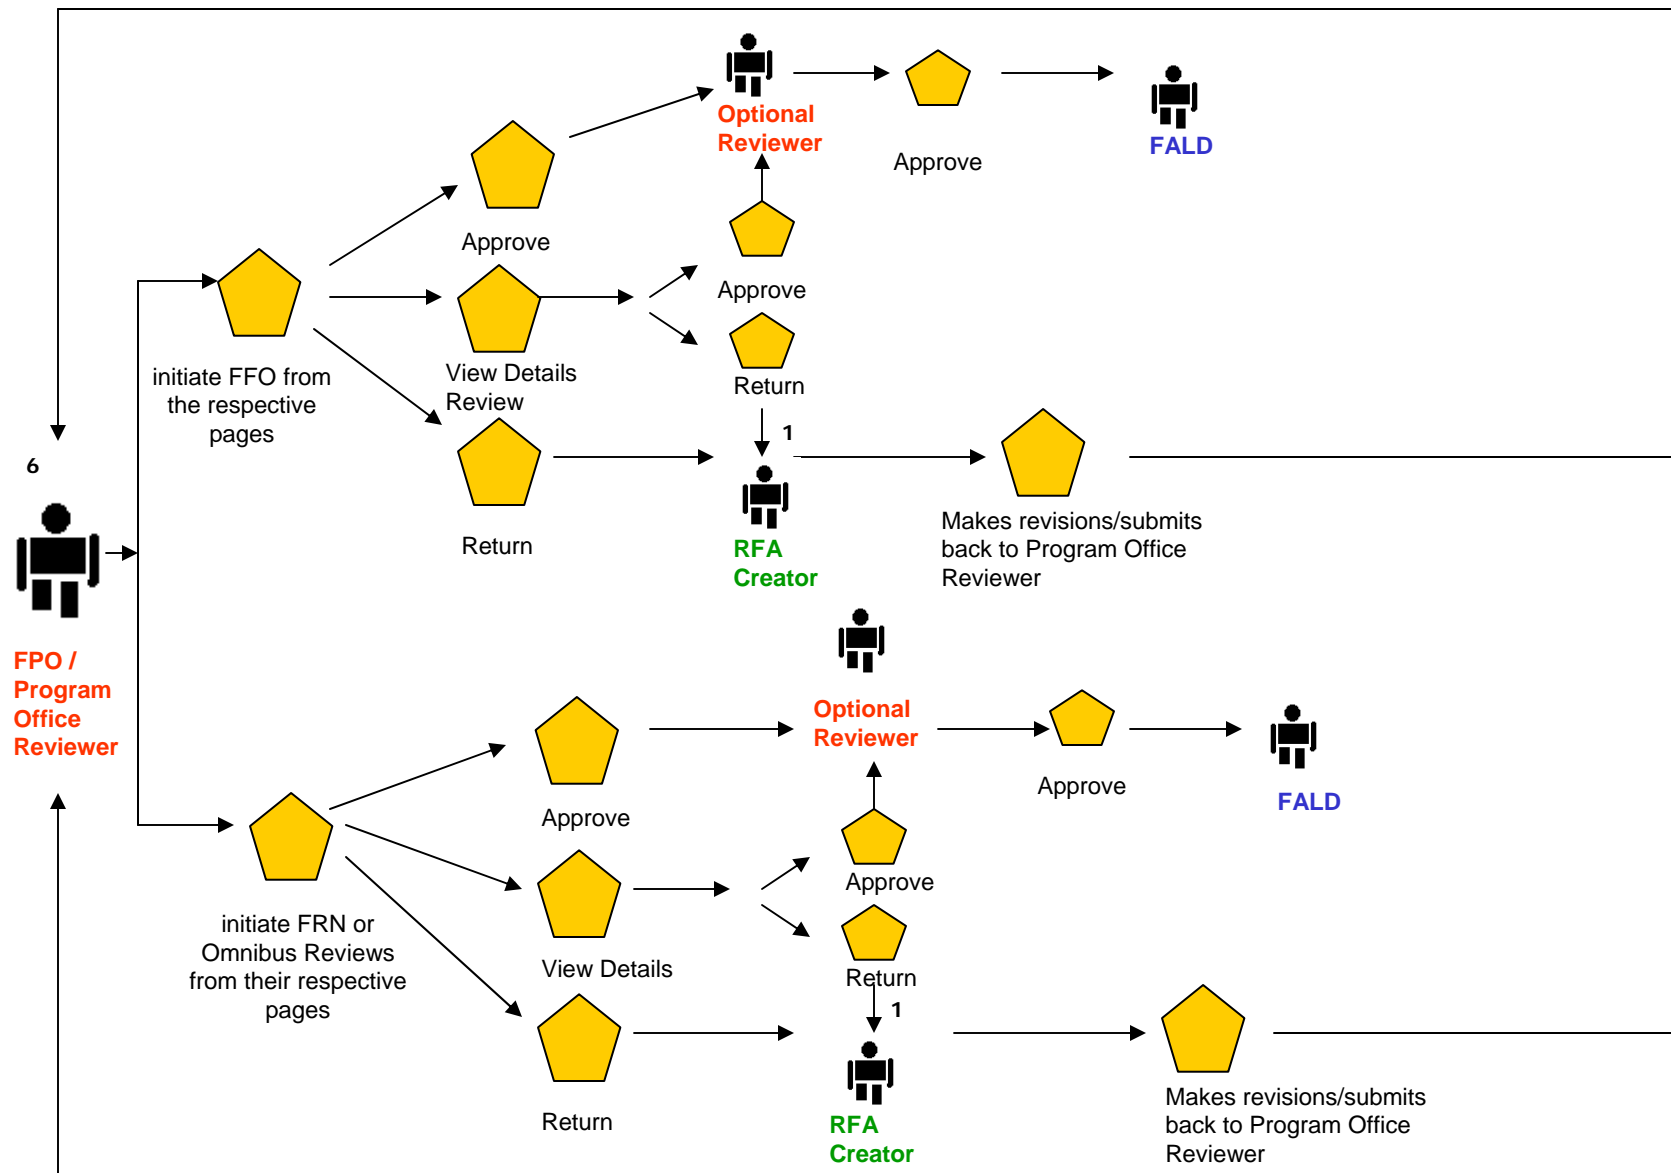 Optional
Reviewer
Approve
FALD
Approve
Approve
initiate FFO from
the respective
pages
View Details
Review
Return
1
6
Return
RFA
Creator
Makes revisions/submits
back to Program Office
Reviewer
FPO /
Program
Office
Reviewer
Optional
Reviewer
Approve
FALD
Approve
Approve
initiate FRN or
Omnibus Reviews
from their respective
pages
View Details
Return
1
Return
RFA
Creator
Makes revisions/submits
back to Program Office
Reviewer